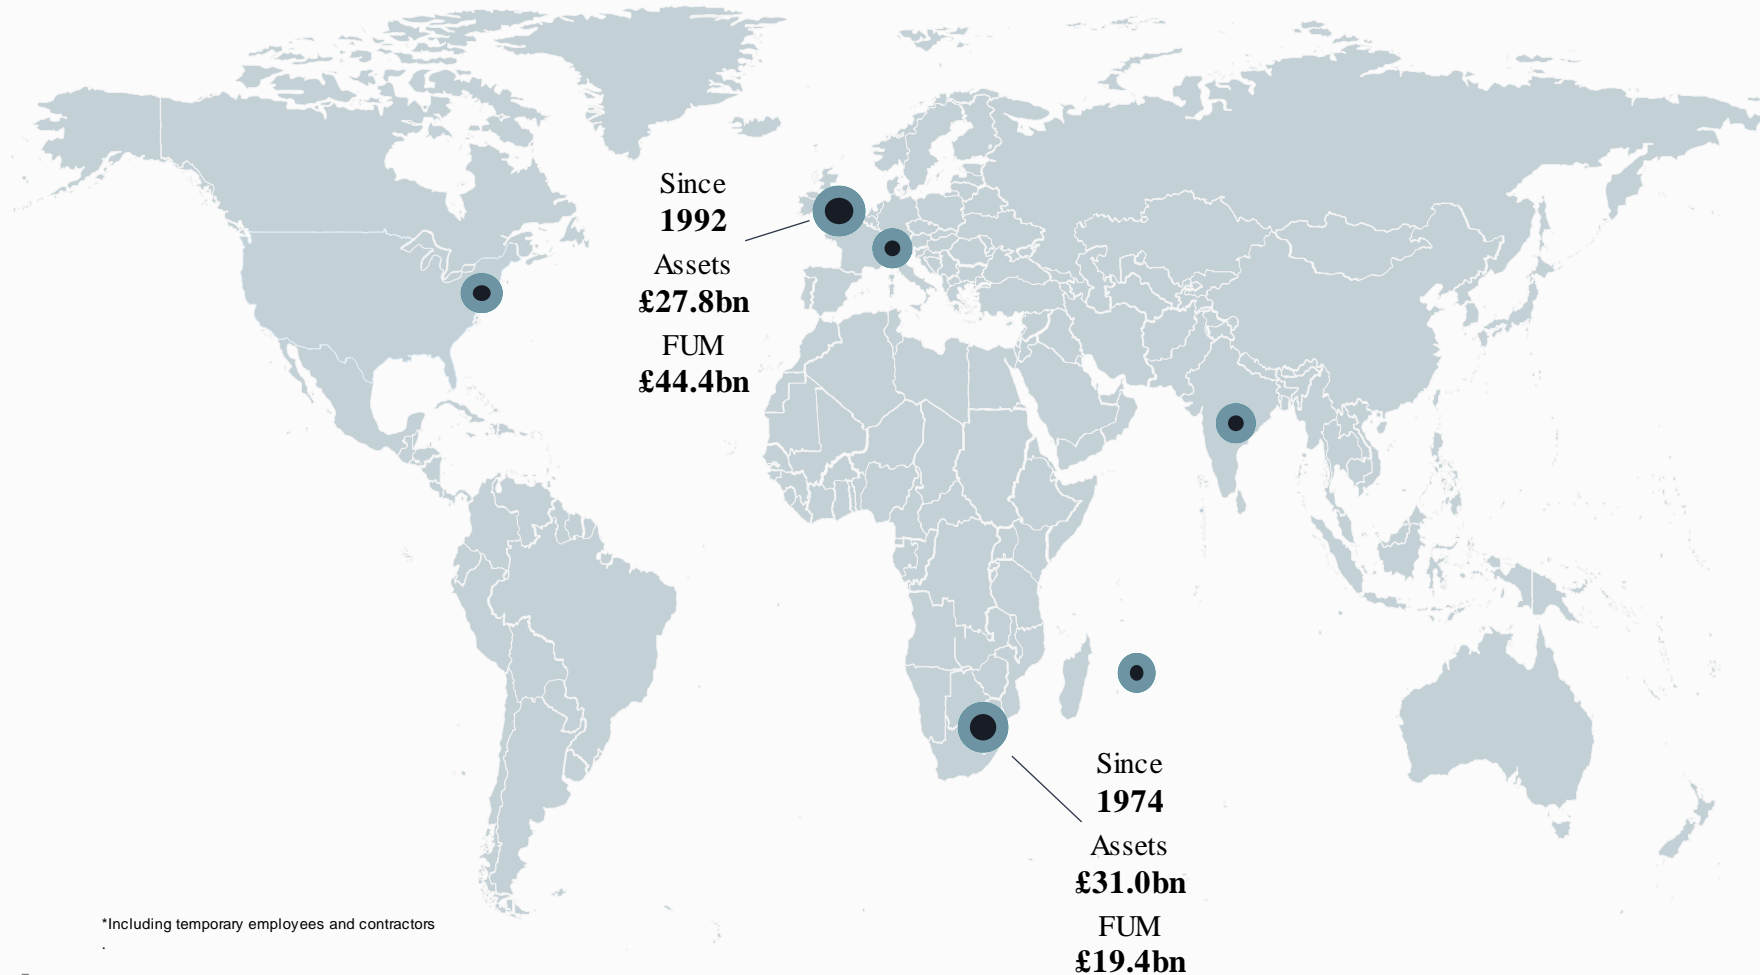 Since
1992
Assets
£27.8bn
FUM
£44.4bn
Since
1974
Assets
£31.0bn
FUM
£19.4bn
*Including temporary employees and contractors
.